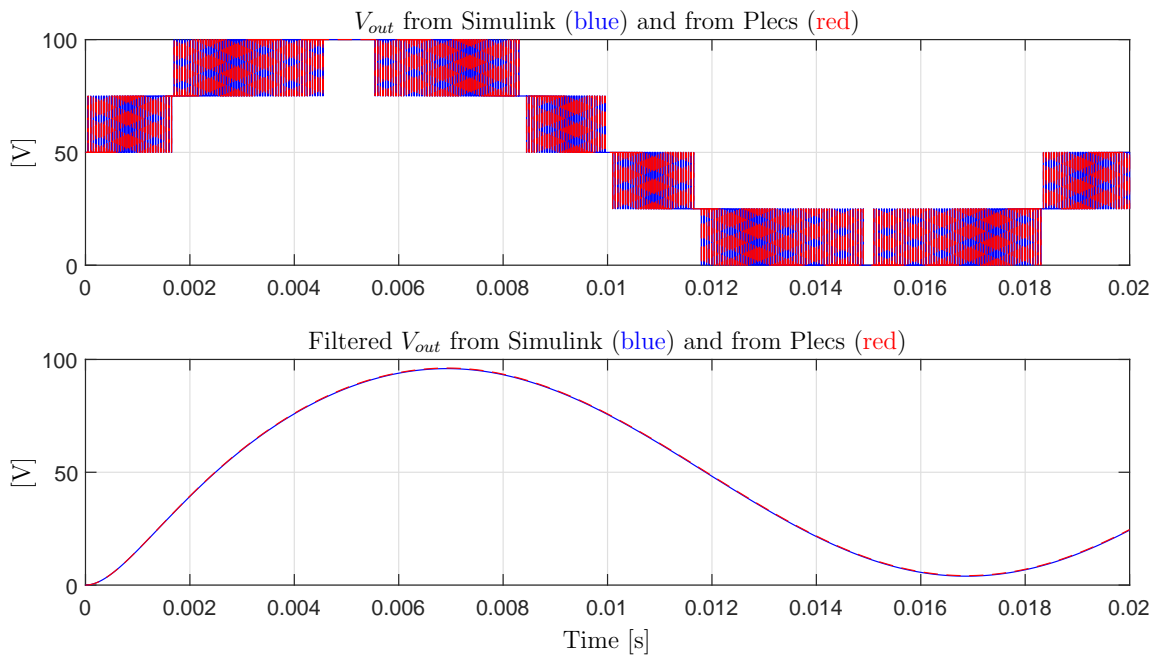 V_out from Simulink (blue) and from Plecs (red)
100
50
0
[V]
0 0.002 0.004 0.006 0.008 0.01 0.012 0.014 0.016 0.018 0.02
Filtered V_out from Simulink (blue) and from Plecs (red)
100
50
0
[V]
0 0.002 0.004 0.006 0.008 0.01 0.012 0.014 0.016 0.018 0.02
Time [s]